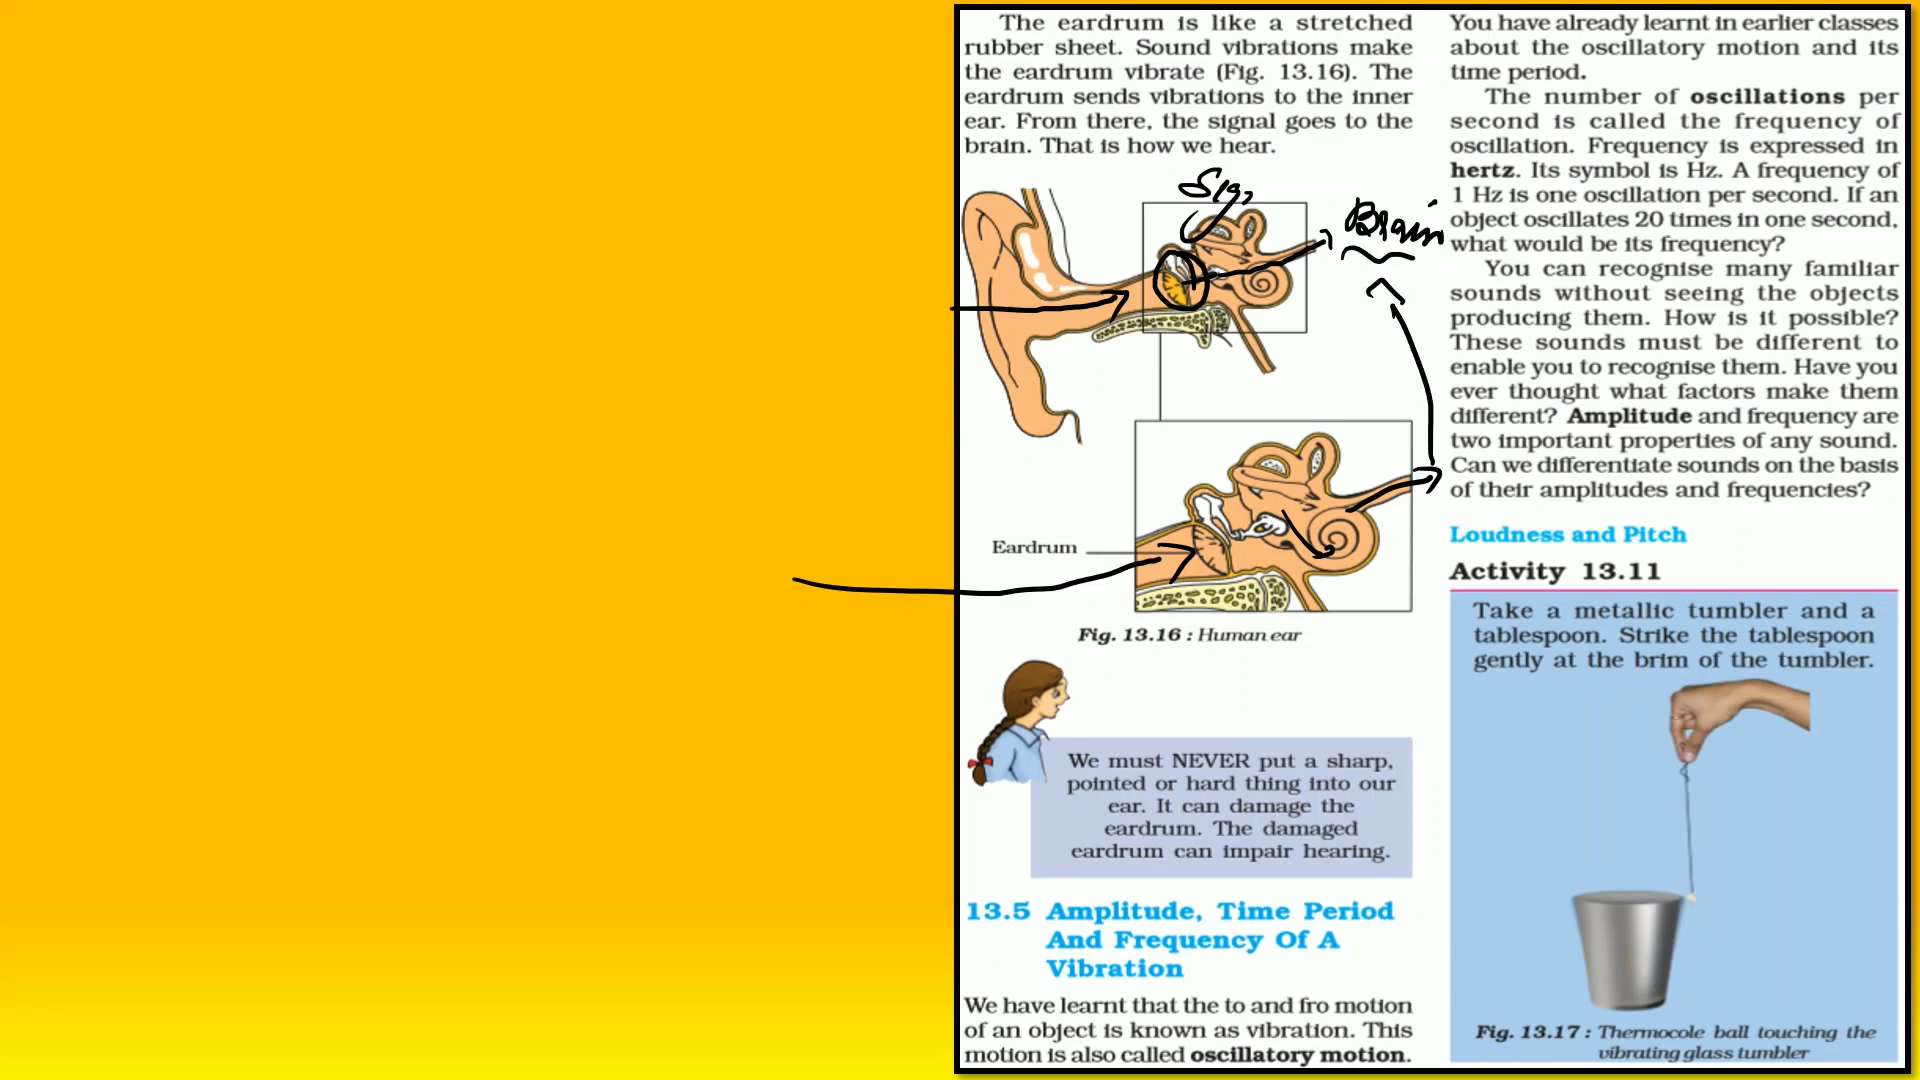 The eardrum is like a stretched
rubber sheet. Sound vibrations make
the eardrum vibrate (Fig. 13.16). The
eardrum sends vibrations to the inner
ear. From there, the signal goes to the
brain. That is how we hear.
Brain
Eardrum
Fig. 13.16 : Human ear
We must NEVER put a sharp,
pointed or hard thing into our
ear. It can damage the
eardrum. The damaged
eardrum can impair hearing.
13.5 Amplitude, Time Period
And Frequency Of A
Vibration
We have learnt that the to and fro motion
of an object is known as vibration. This
motion is also called oscillatory motion.
You have already learnt in earlier classes
about the oscillatory motion and its
time period.
The number of oscillations per
second is called the frequency of
oscillation. Frequency is expressed in
hertz. Its symbol is Hz. A frequency of
1 Hz is one oscillation per second. If an
object oscillates 20 times in one second,
what would be its frequency?
You can recognise many familiar
sounds without seeing the objects
producing them. How is it possible?
These sounds must be different to
enable you to recognise them. Have you
ever thought what factors make them
different? Amplitude and frequency are
two important properties of any sound.
Can we differentiate sounds on the basis
of their amplitudes and frequencies?
Loudness and Pitch
Activity 13.11
Take a metallic tumbler and a
tablespoon. Strike the tablespoon
gently at the brim of the tumbler.
Fig. 13.17 : Thermocole ball touching the
vibrating glass tumbler